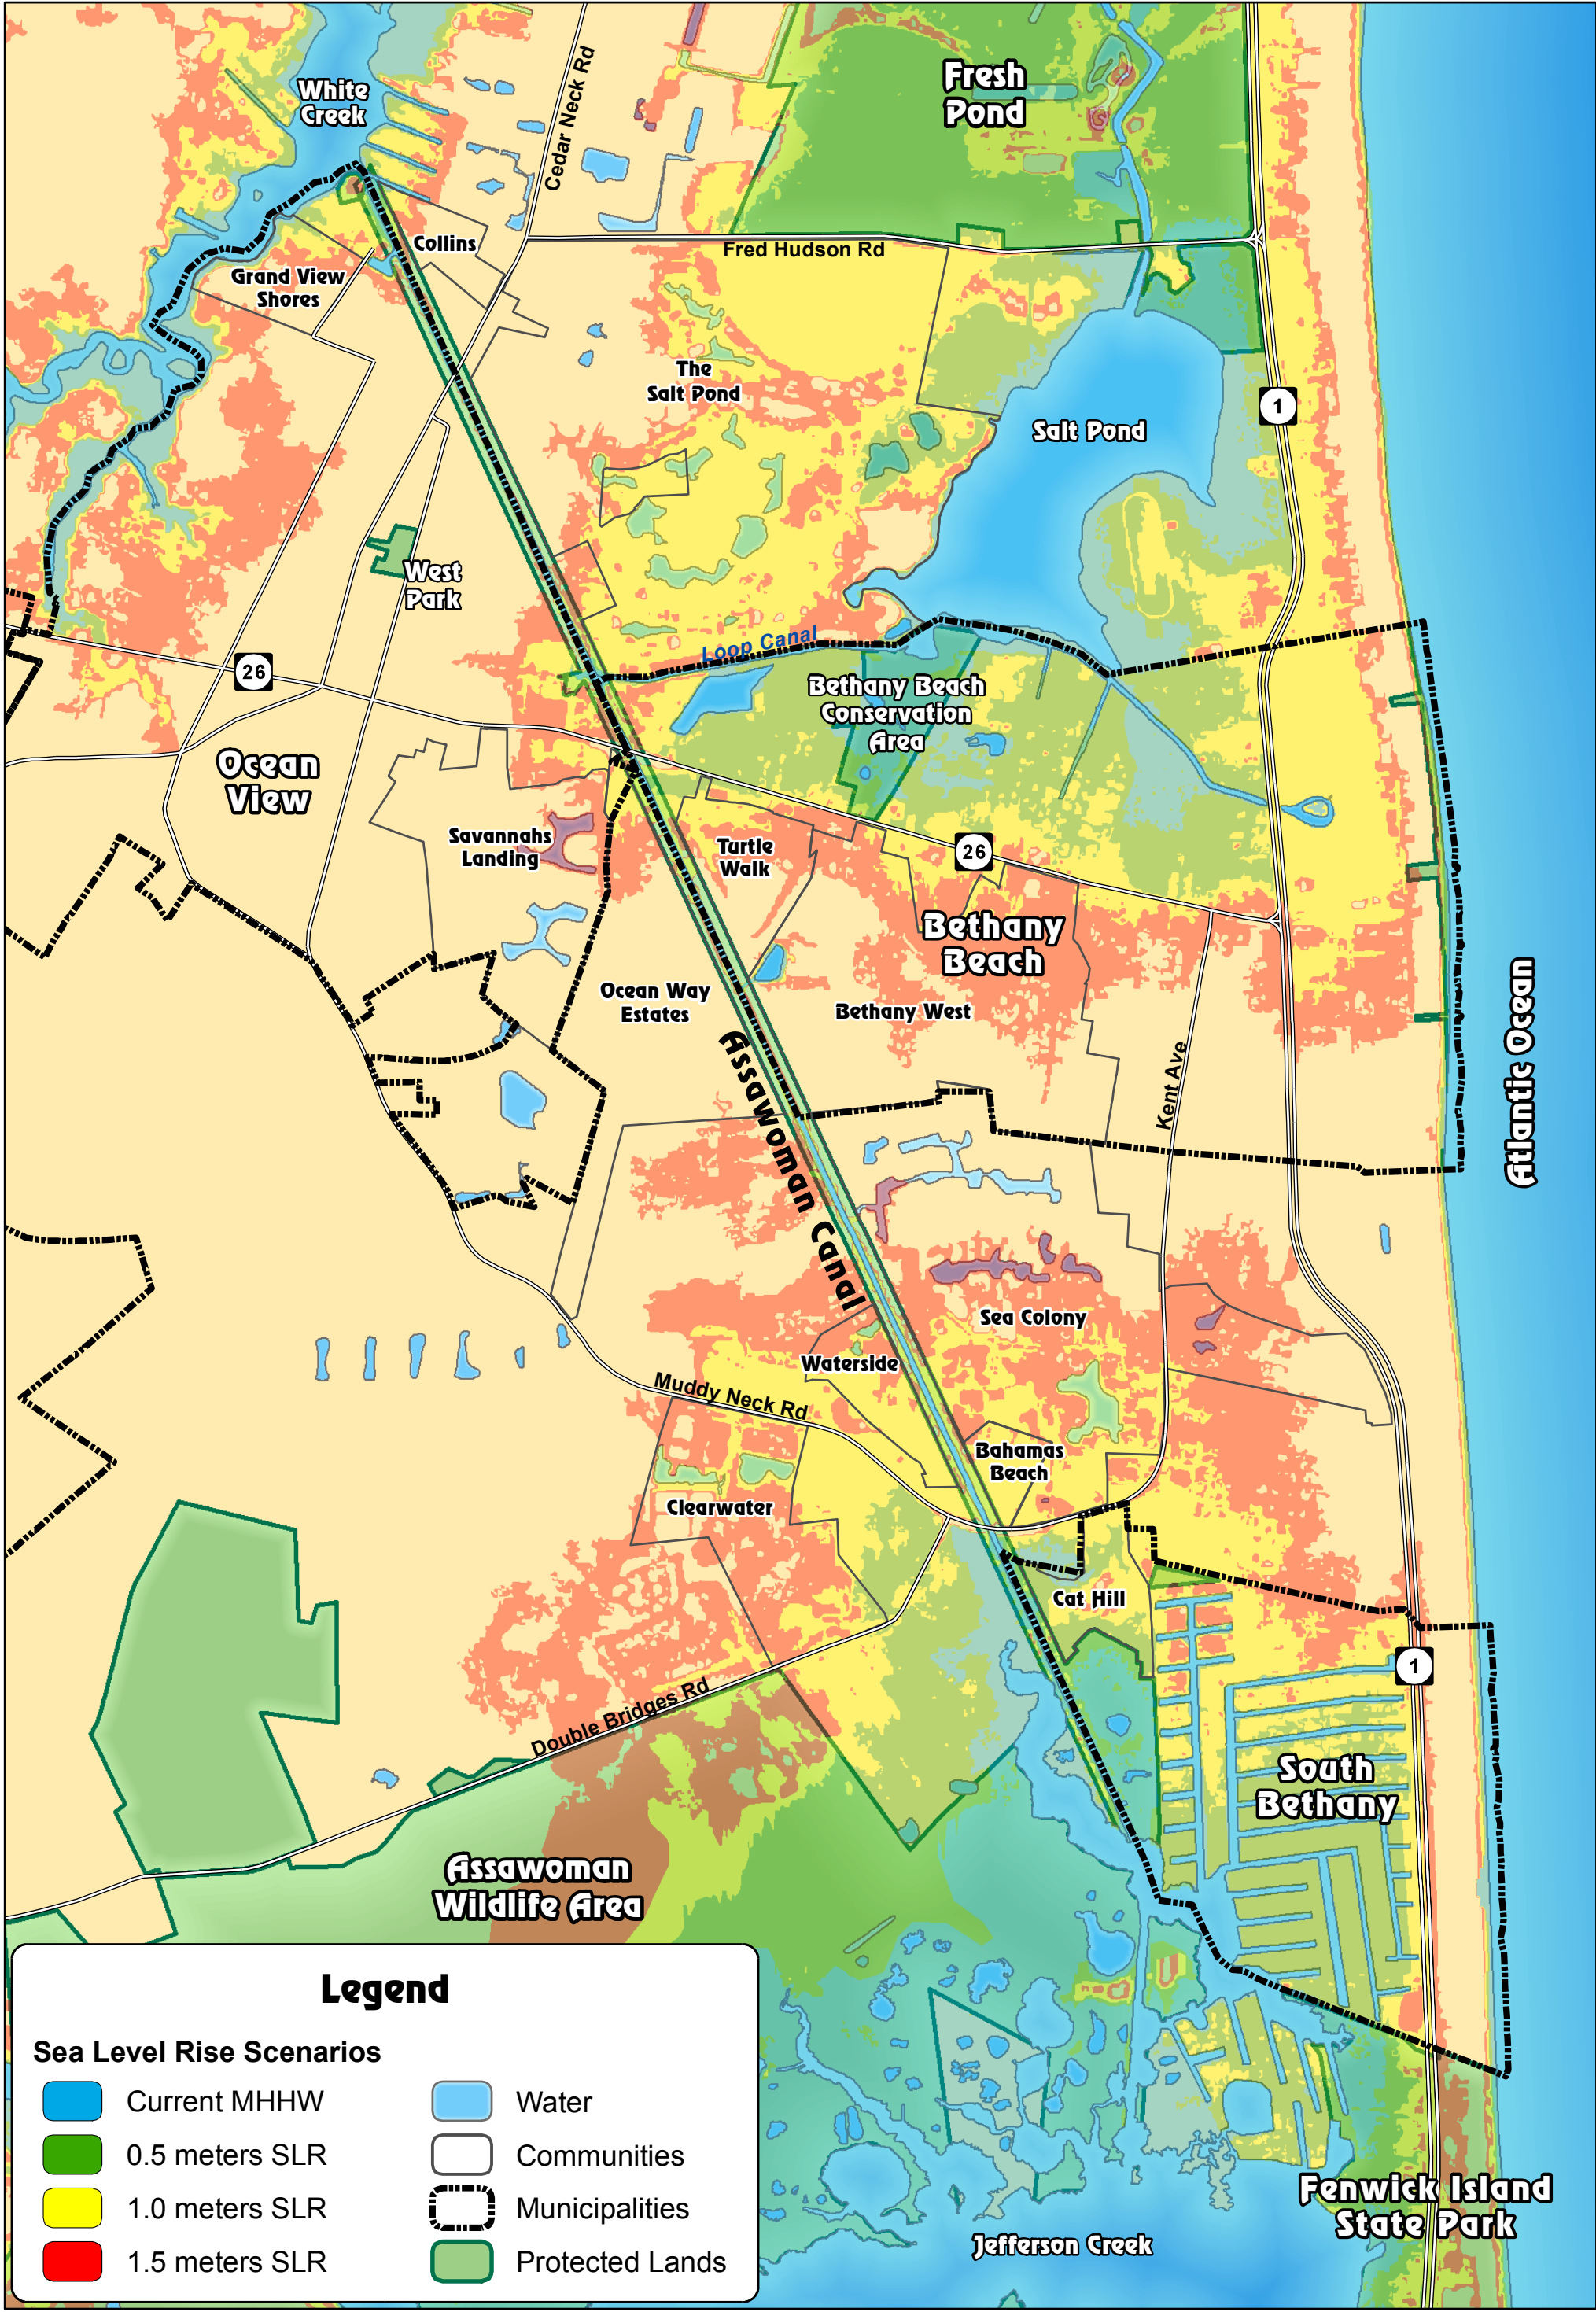 White
Creek
Cedar Neck Rd
Fresh
Pond
Collins
Fred Hudson Rd
Grand View
Shores
The
Salt Pond
Salt Pond
1
West
Park
Loop Canal
26
Bethany Beach
Conservation
Area
Ocean
View
Savannahs
Landing
Turtle
Walk
26
Bethany
Beach
Ocean Way
Estates
Bethany West
Atlantic Ocean
Kent Ave
Assawoman Canal
Sea Colony
Waterside
Muddy Neck Rd
Bahamas
Beach
Clearwater
Cat Hill
1
Double Bridges Rd
South
Bethany
Assawoman
Wildlife Area
Legend
Sea Level Rise Scenarios
Current MHHW
0.5 meters SLR
1.0 meters SLR
1.5 meters SLR
Water
Communities
Municipalities
Protected Lands
Fenwick Island
State Park
Jefferson Creek